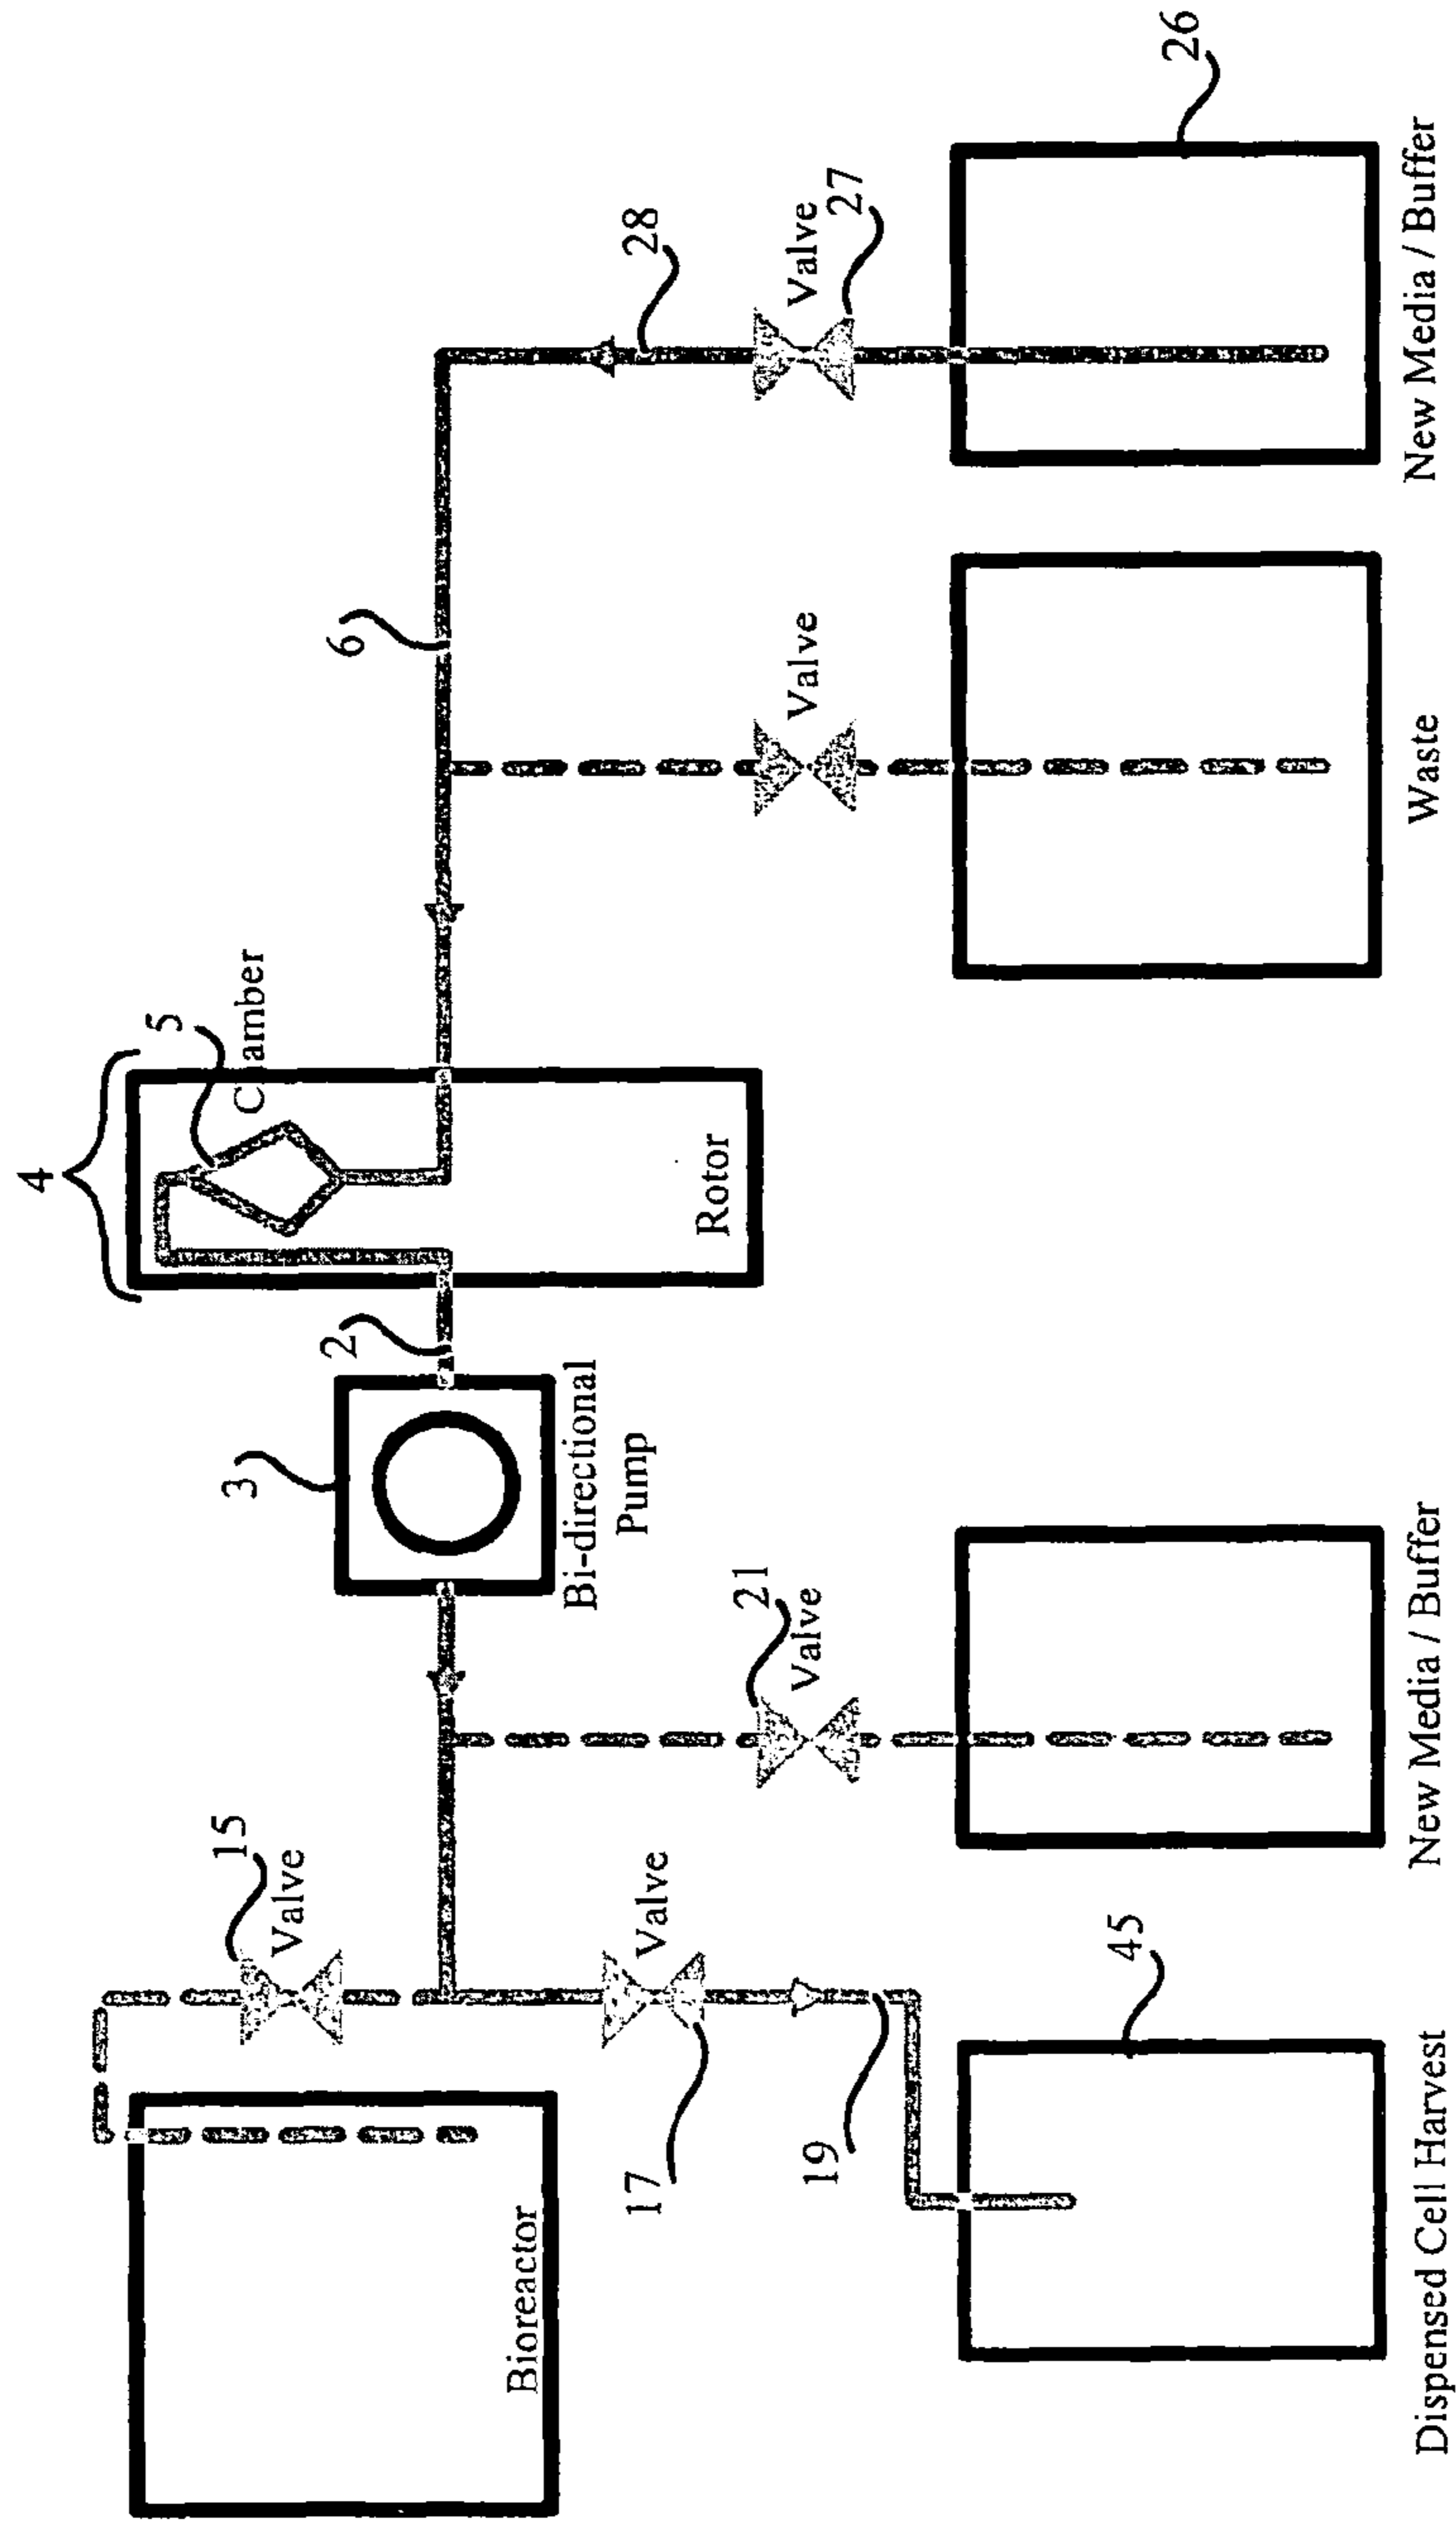 4
5
Chamber
26
3
2
6
28
Valve
27
15
Valve
Bi-directional
Pump
Rotor
21
Valve
Valve
Bioreactor
Valve
17
19
45
Dispensed Cell Harvest
New Media / Buffer
Waste
New Media / Buffer